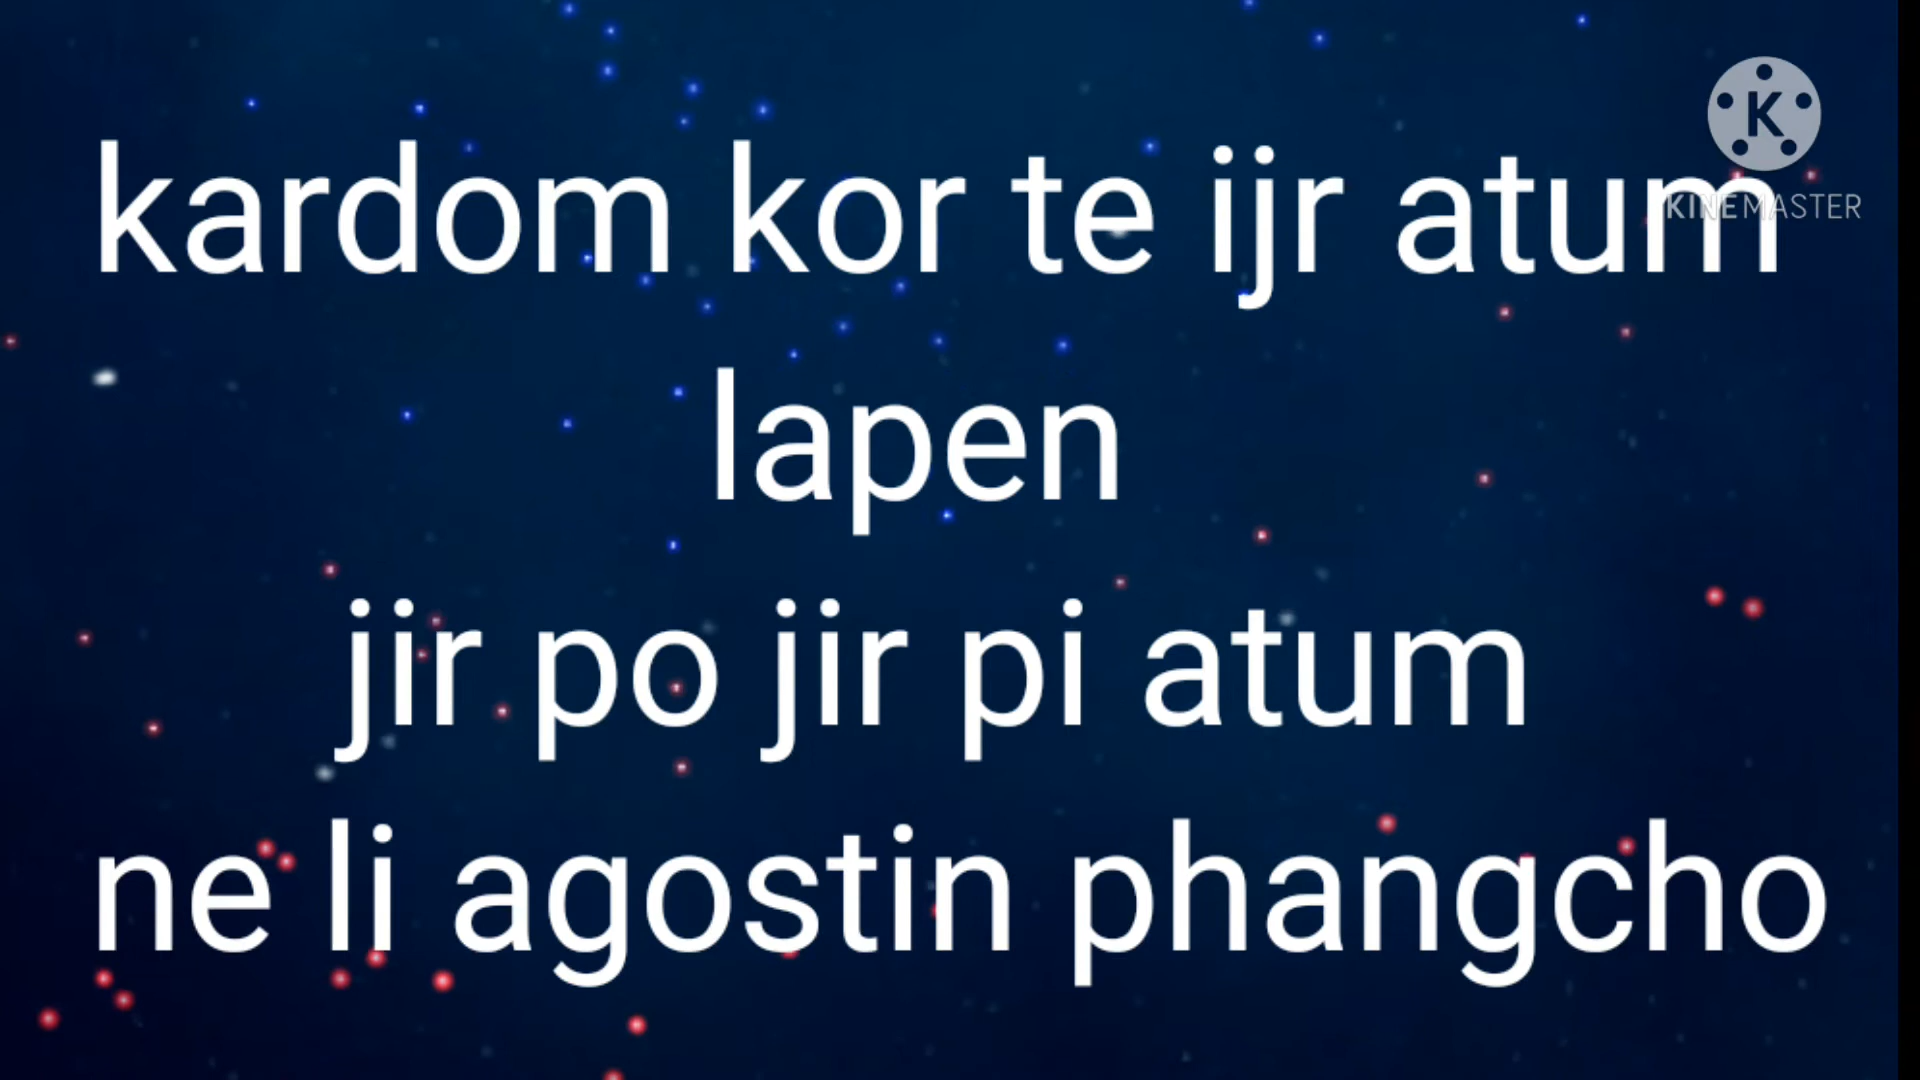 kardom kor te ijr atum
lapen
jir po jir pi atum
ne li agostin phangcho
K
KINEMASTER